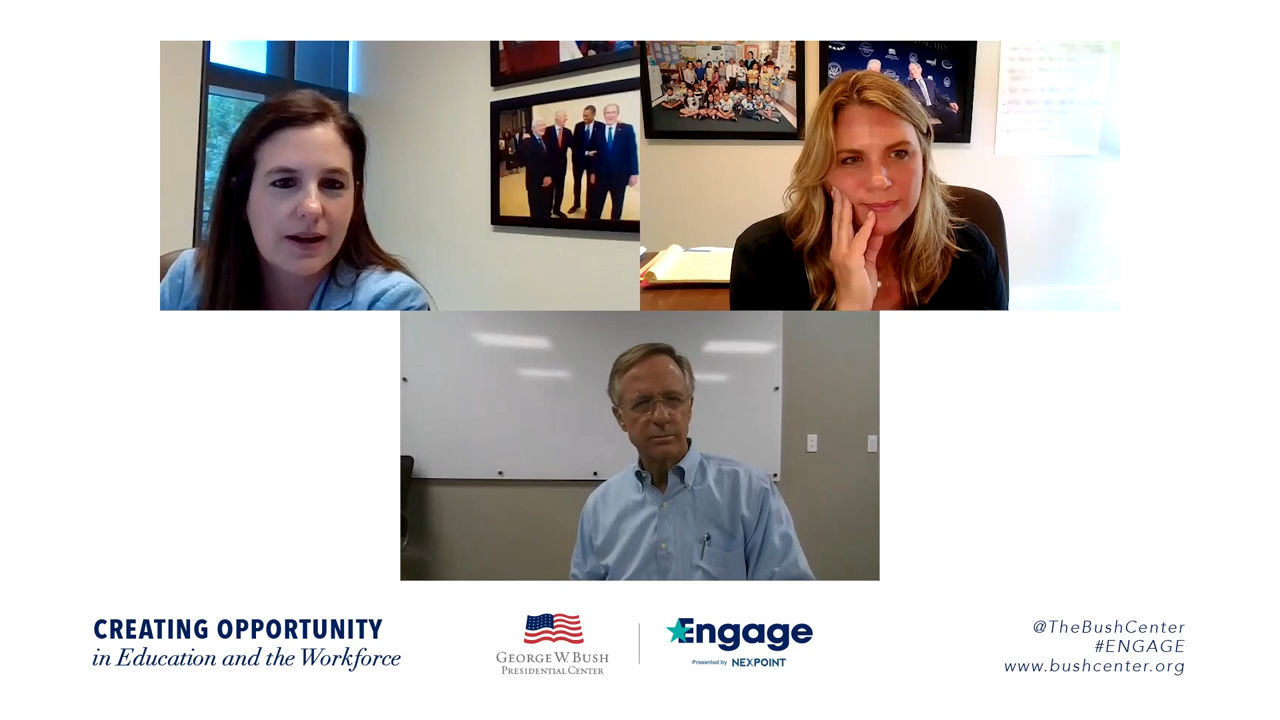 CREATING OPPORTUNITY
in Education and the Workforce
GEORGE W. BUSH
PRESIDENTIAL CENTER
Engage
Presented by NEXPOINT
@TheBushCenter
#ENGAGE
www.bushcenter.org